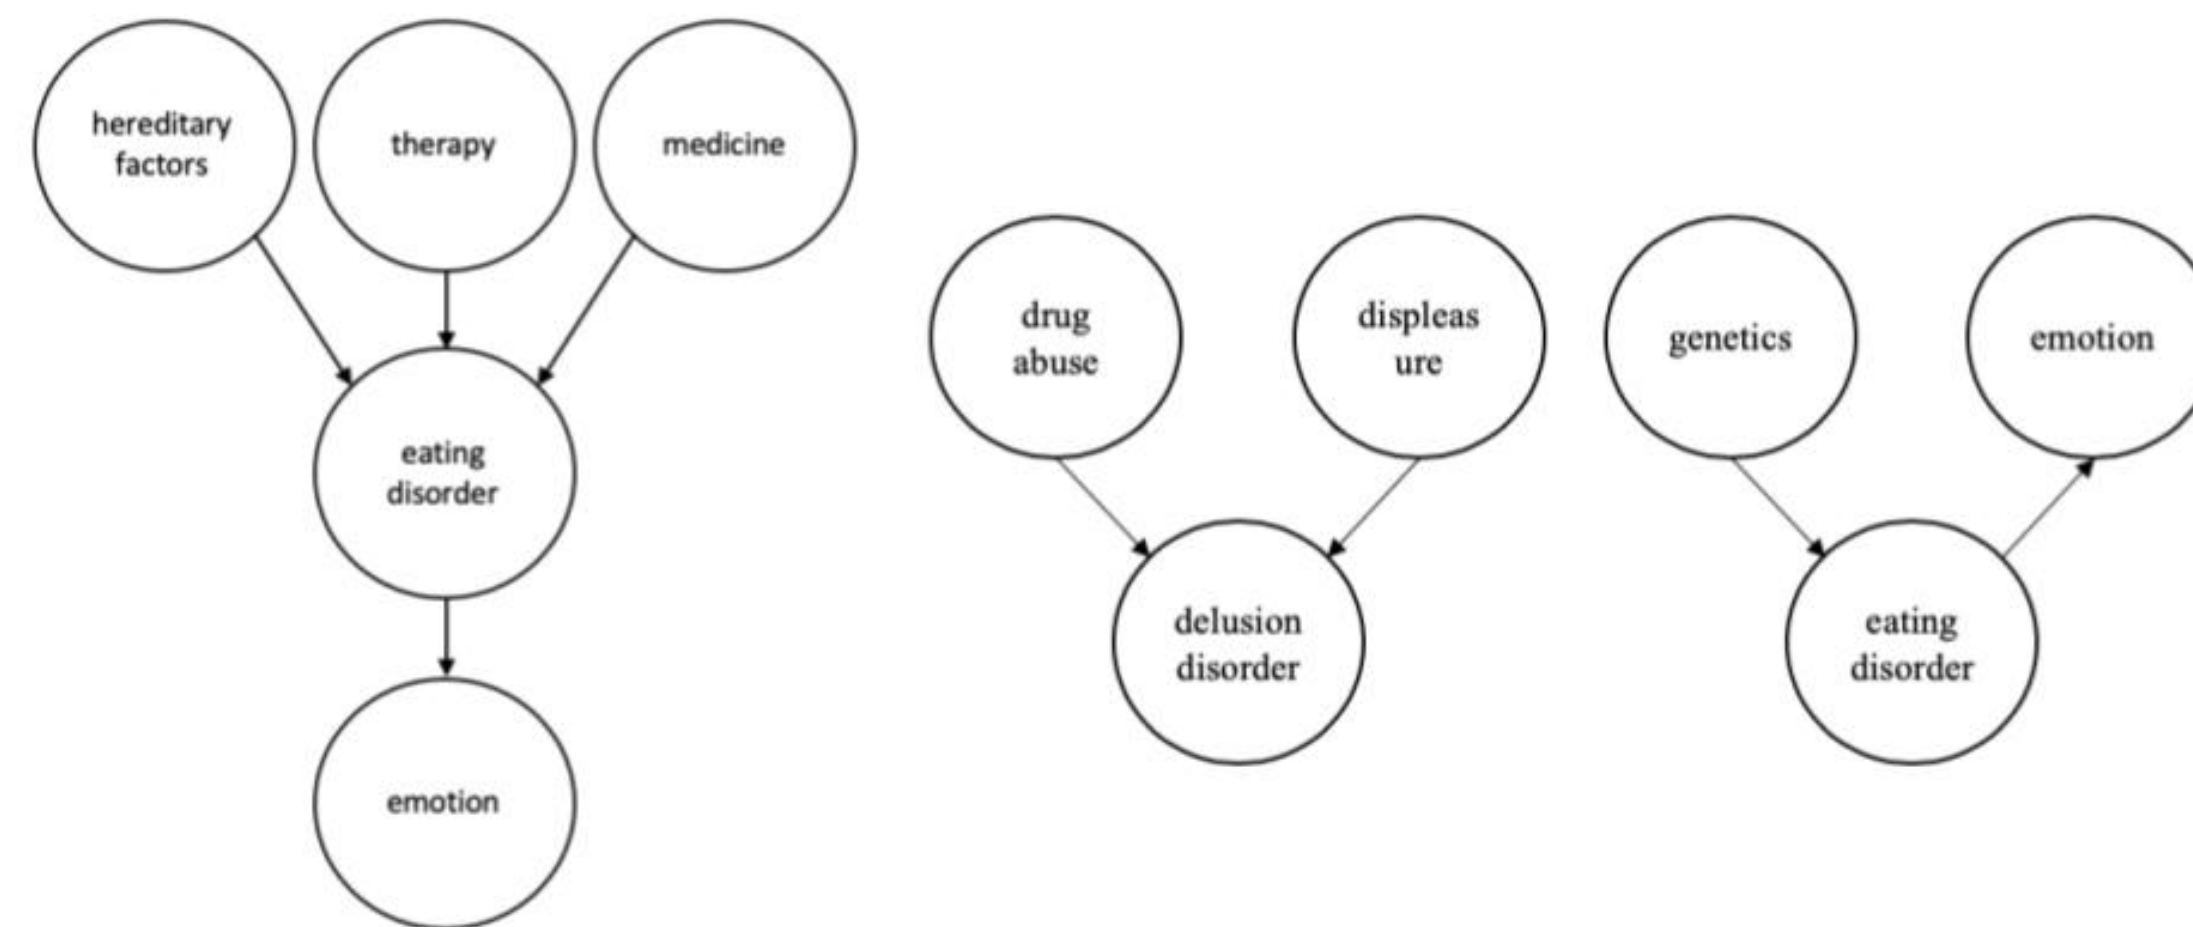 hereditary
factors
therapy
medicine
eating
disorder
emotion
drug
abuse
displeas
ure
delusion
disorder
genetics
emotion
eating
disorder